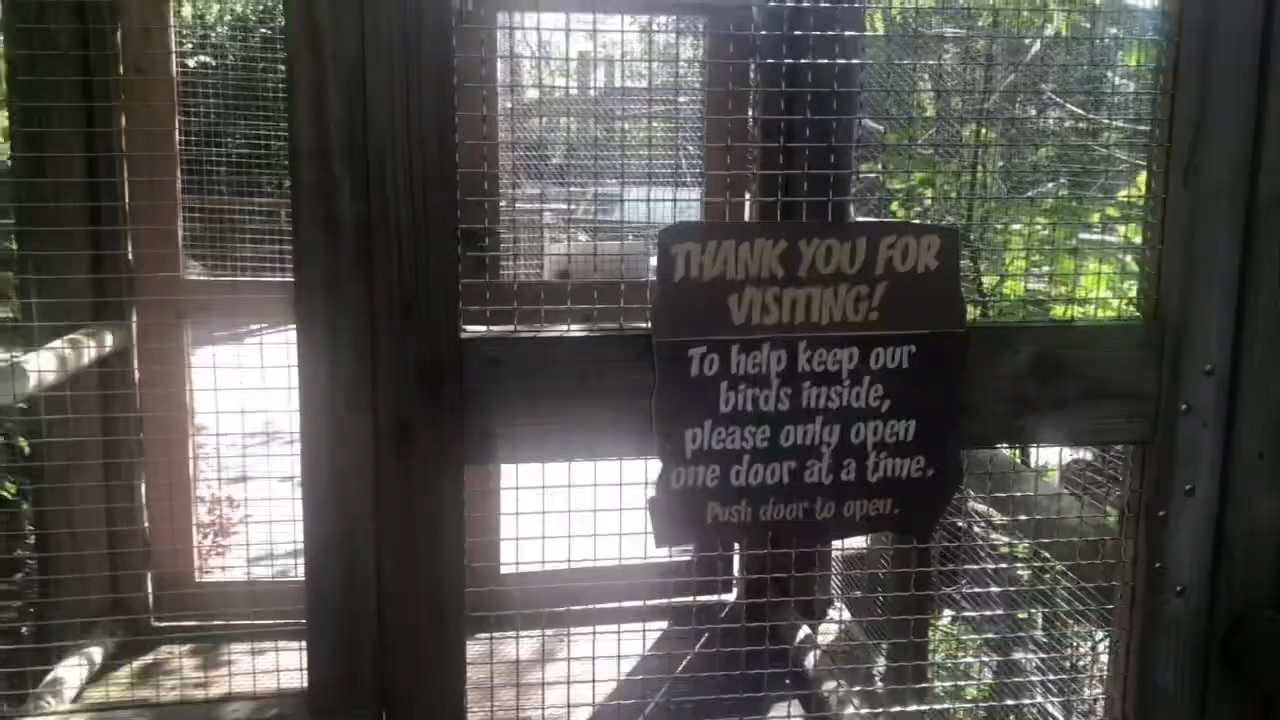 THANK YOU FOR
VISITING!
To help keep our
birds inside,
please only open
one door at a time.
Push door to open.